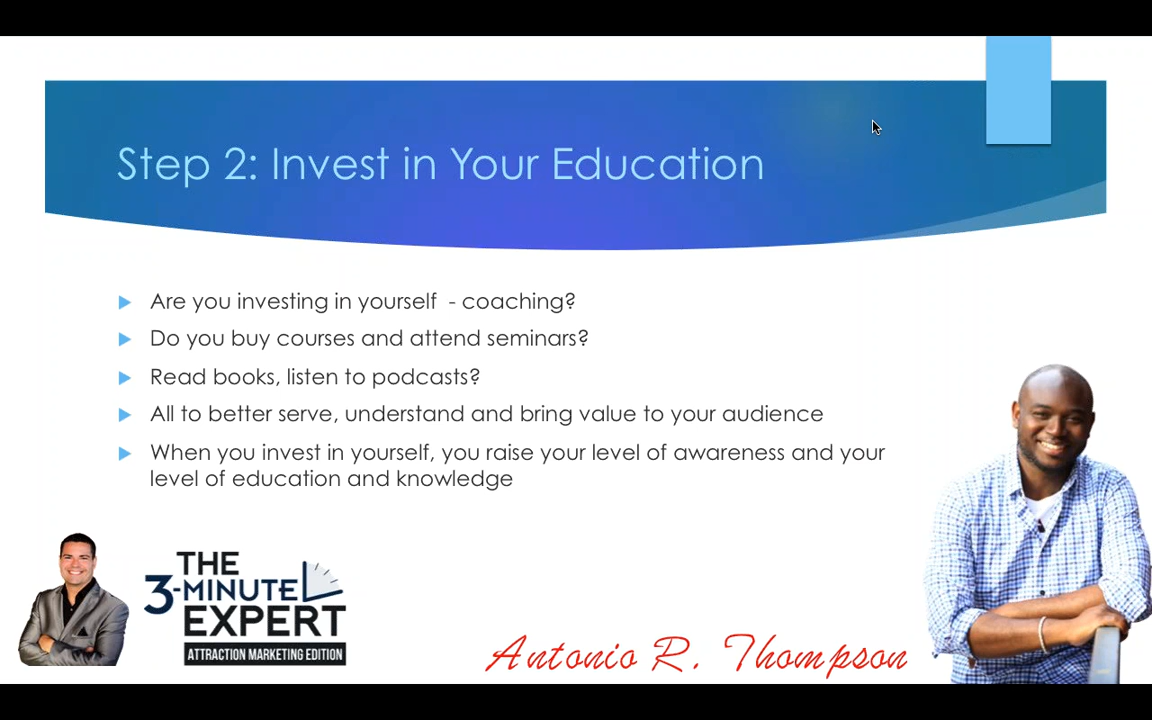 Step 2: Invest in Your Education
Are you investing in yourself - coaching?
Do you buy courses and attend seminars?
Read books, listen to podcasts?
All to better serve, understand and bring value to your audience
When you invest in yourself, you raise your level of awareness and your
level of education and knowledge
THE
3-MINUTE
EXPERT
ATTRACTION MARKETING EDITION
Antonio R. Thompson